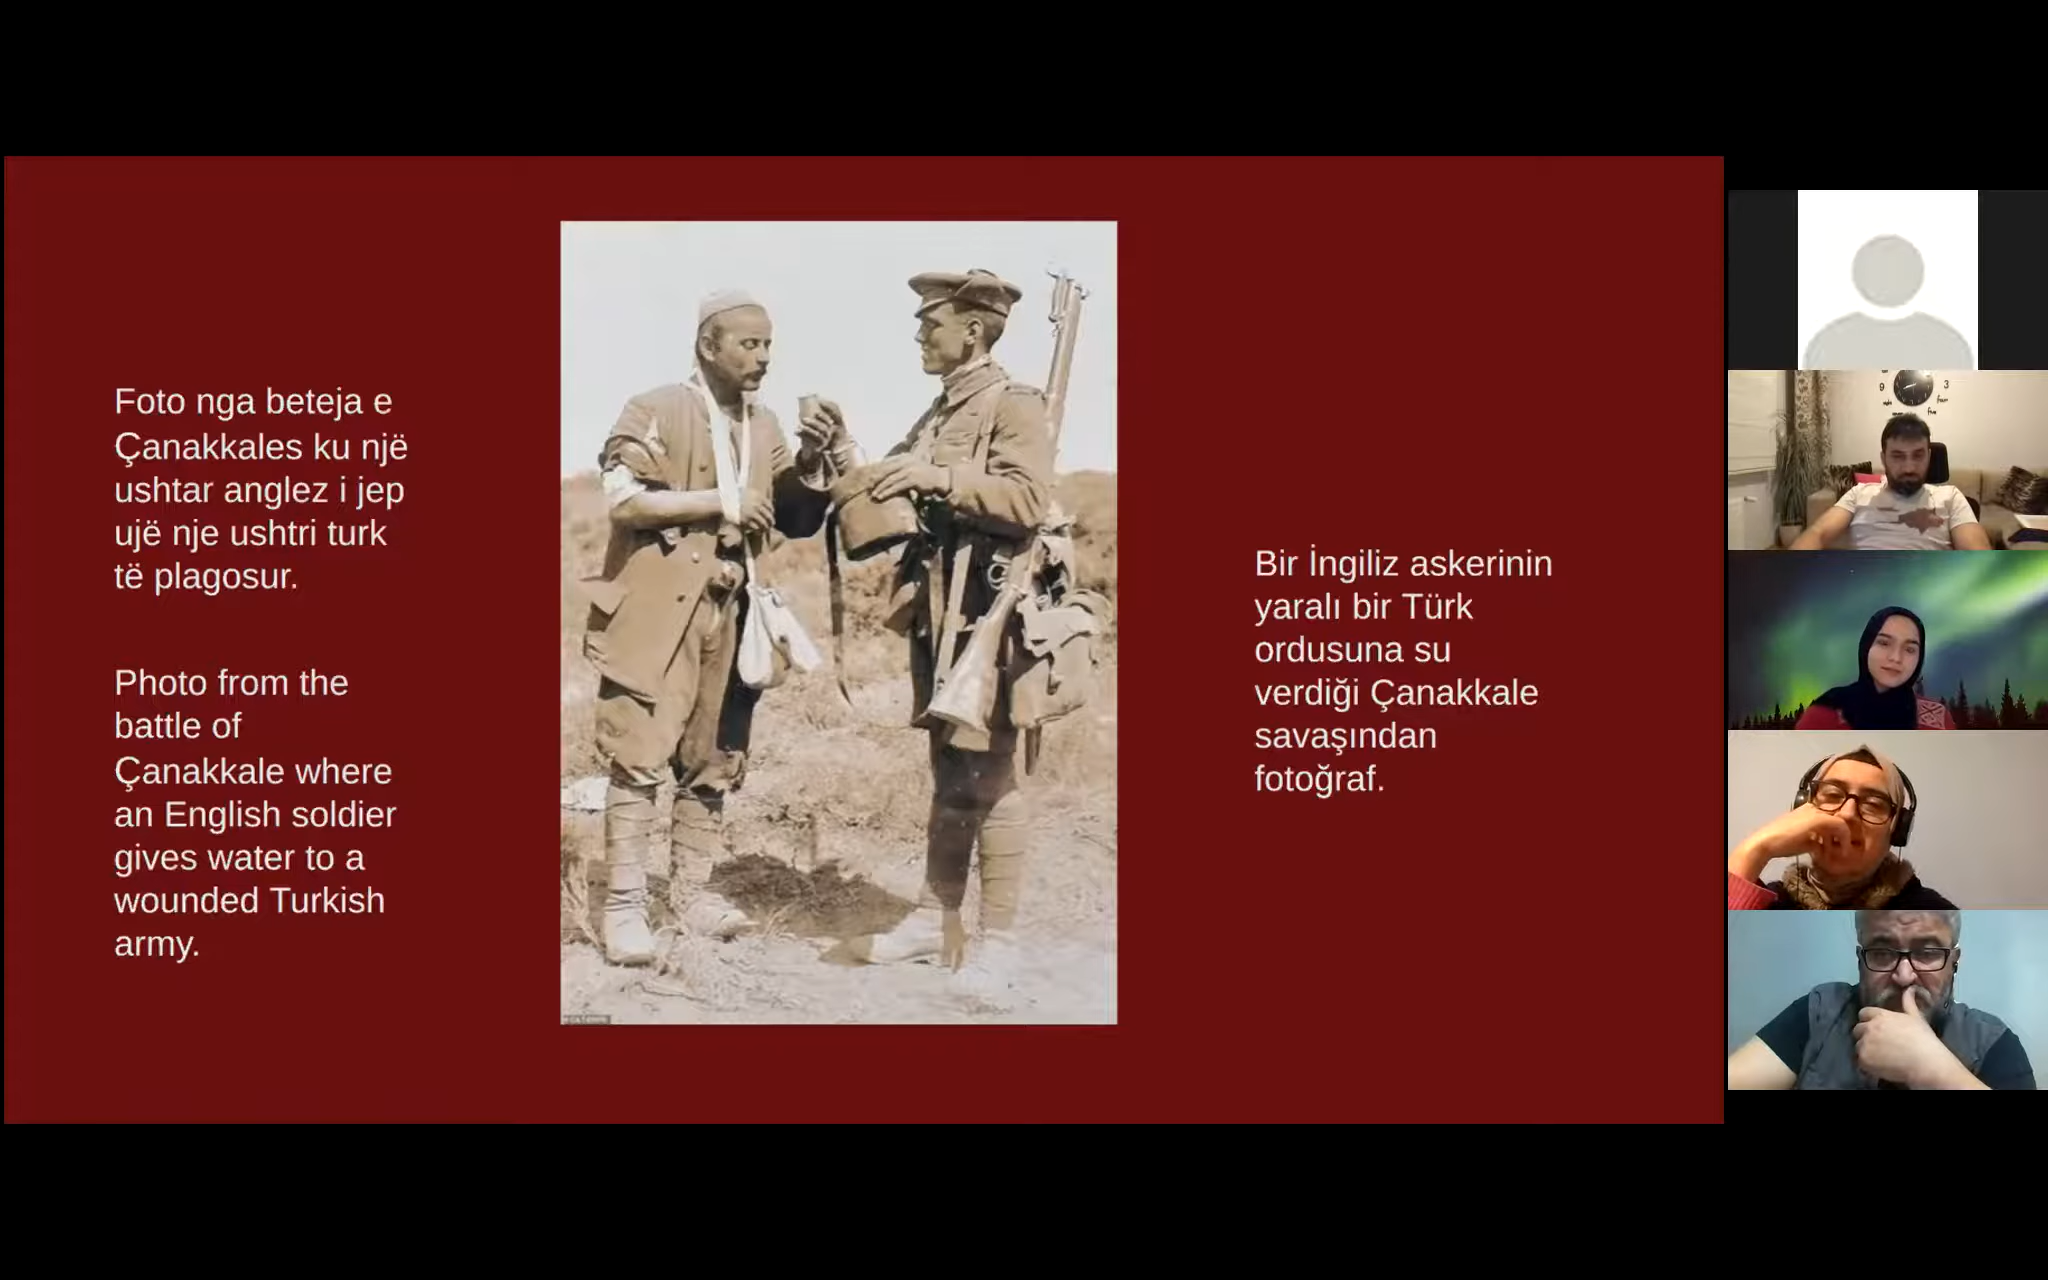 Foto nga beteja e
Çanakkales ku një
ushtar anglez i jep
ujë nje ushtri turk
të plagosur.
Photo from the
battle of
Çanakkale where
an English soldier
gives water to a
wounded Turkish
army.
Bir İngiliz askerinin
yaralı bir Türk
ordusuna su
verdiği Çanakkale
savaşından
fotoğraf.
9
3